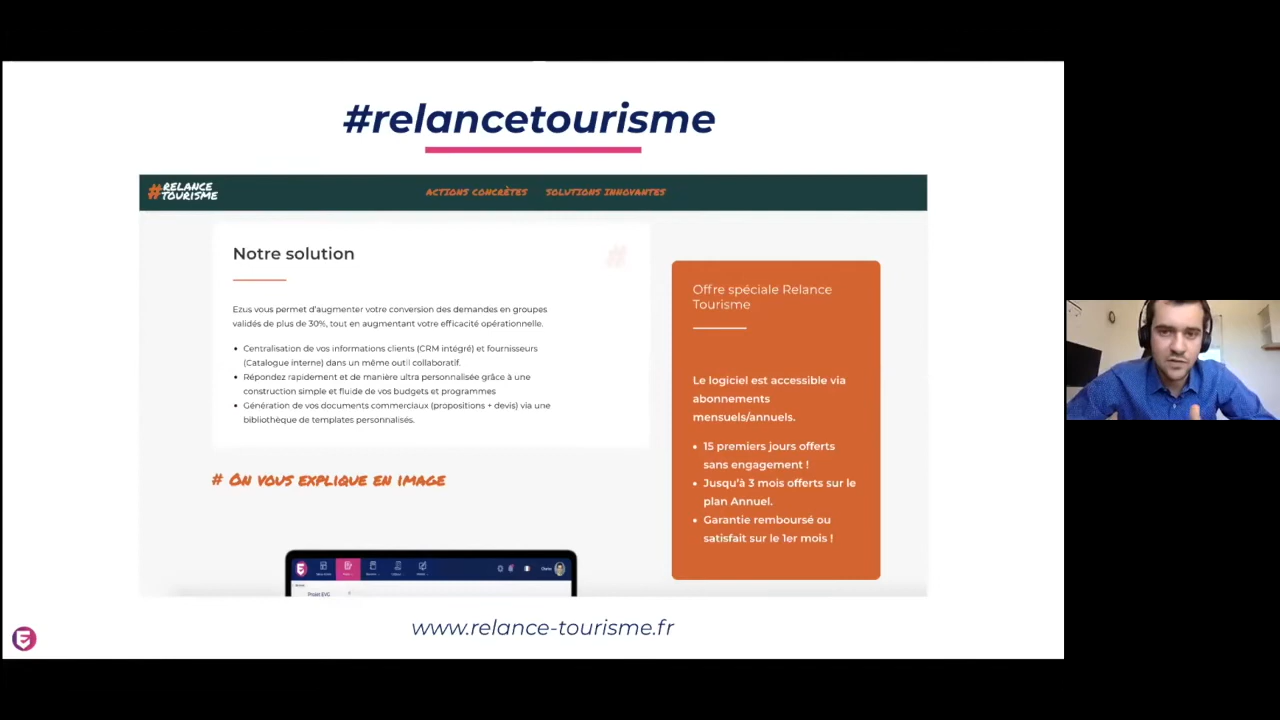 #relancetourisme
#RELANCE
TOURISME
ACTIONS CONCRÈTES
SOLUTIONS INNOVANTES
Notre solution
#
Ezus vous permet d'augmenter votre conversion des demandes en groupes
validés de plus de 30%, tout en augmentant votre efficacité opérationnelle.
• Centralisation de vos informations clients (CRM intégré) et fournisseurs
(Catalogue interne) dans un même outil collaboratif.
• Répondez rapidement et de manière ultra personnalisée grâce à une
construction simple et fluide de vos budgets et programmes
• Génération de vos documents commerciaux (propositions + devis) via une
bibliothèque de templates personnalisés.
Offre spéciale Relance
Tourisme
Le logiciel est accessible via
abonnements
mensuels/annuels.
• 15 premiers jours offerts
sans engagement !
• Jusqu'à 3 mois offerts sur le
plan Annuel.
• Garantie remboursé ou
satisfait sur le 1er mois !
# ON VOUS EXPLIQUE EN IMAGE
Projet EVG
www.relance-tourisme.fr